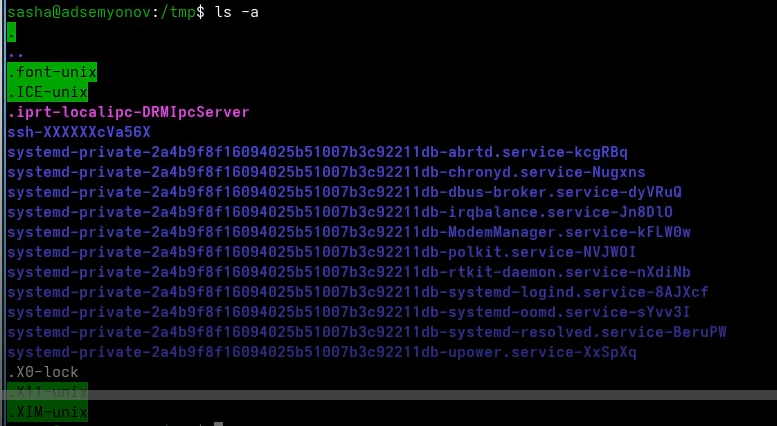 sasha@adsemyonov:/tmp$ ls -a
.
..
.font-unix
.ICE-unix
.iprt-localipc-DRMIpcServer
ssh-XXXXXXcVa56X
systemd-private-2a4b9f8f16094025b51007b3c92211db-abrtd.service-kcgRBq
systemd-private-2a4b9f8f16094025b51007b3c92211db-chronyd.service-Nugxns
systemd-private-2a4b9f8f16094025b51007b3c92211db-dbus-broker.service-dyVRuQ
systemd-private-2a4b9f8f16094025b51007b3c92211db-irqbalance.service-Jn8DlO
systemd-private-2a4b9f8f16094025b51007b3c92211db-ModemManager.service-kFLW0w
systemd-private-2a4b9f8f16094025b51007b3c92211db-polkit.service-NVJWOI
systemd-private-2a4b9f8f16094025b51007b3c92211db-rtkit-daemon.service-nXdiNb
systemd-private-2a4b9f8f16094025b51007b3c92211db-systemd-logind.service-8AJXcf
systemd-private-2a4b9f8f16094025b51007b3c92211db-systemd-oomd.service-sYvv3I
systemd-private-2a4b9f8f16094025b51007b3c92211db-systemd-resolved.service-BeruPW
systemd-private-2a4b9f8f16094025b51007b3c92211db-upower.service-XxSpXq
.X0-lock
.X11-unix
.XIM-unix